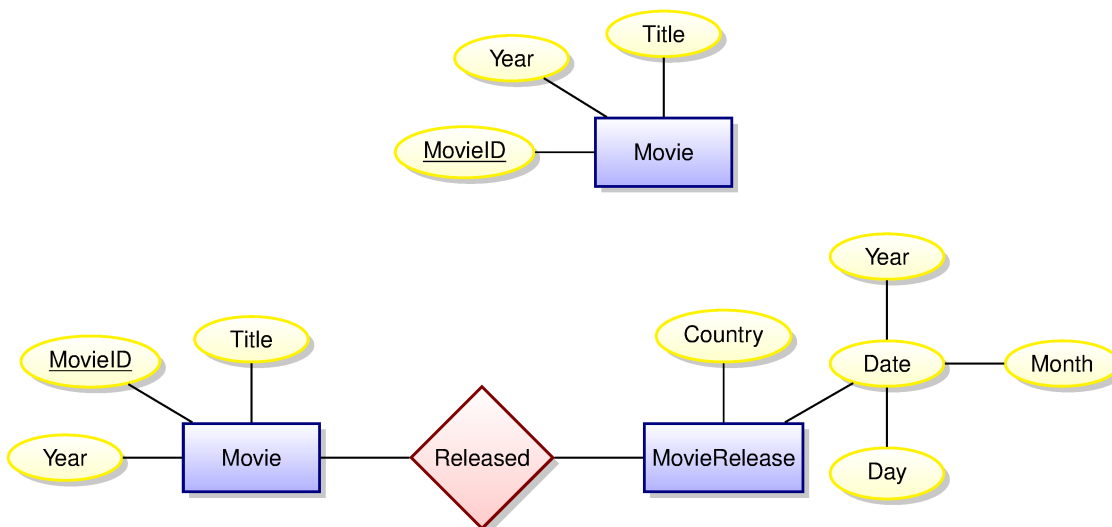 Title
Year
MovieID
Movie
Year
Title
Country
MovieID
Date
Month
Year
Movie
Released
MovieRelease
Day